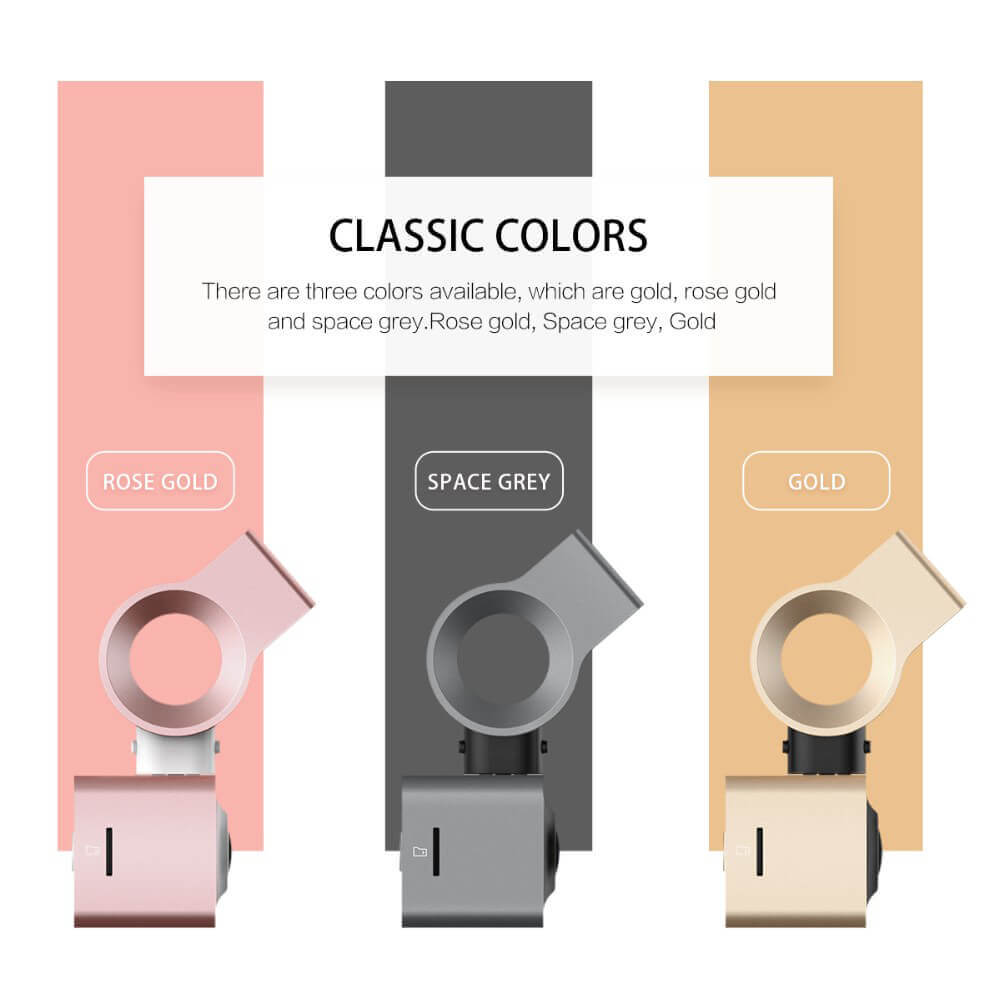 CLASSIC COLORS
There are three colors available, which are gold, rose gold
and space grey.Rose gold, Space grey, Gold
ROSE GOLD
SPACE GREY
GOLD